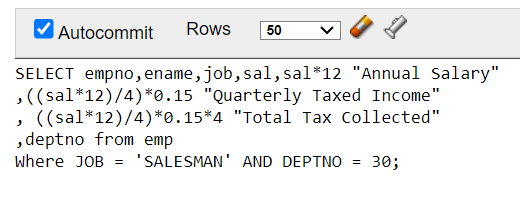 Autocommit Rows 50
SELECT empno,ename,job,sal,sal*12 "Annual Salary"
,((sal*12)/4)*0.15 "Quarterly Taxed Income"
, ((sal*12)/4)*0.15*4 "Total Tax Collected"
,deptno from emp
Where JOB = 'SALESMAN' AND DEPTNO = 30;